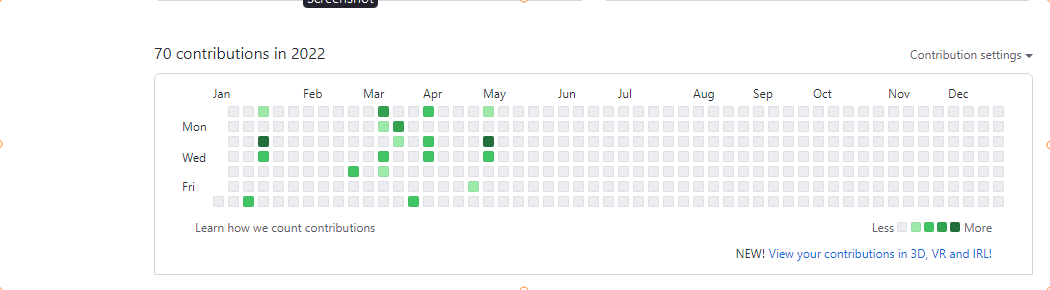 Screenshot
70 contributions in 2022
Contribution settings
Jan Feb Mar Apr May Jun Jul Aug Sep Oct Nov Dec
Mon
Wed
Fri
Learn how we count contributions
Less More
NEW! View your contributions in 3D, VR and IRL!